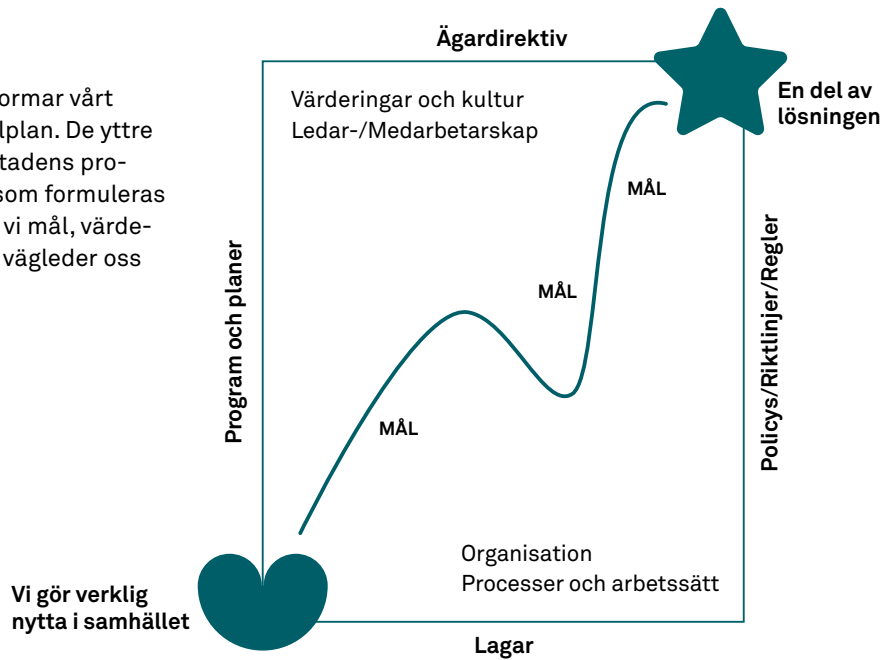 ormar vårt
lplan. De yttre
tadens pro-
som formuleras
vi mål, värde-
vägleder oss
Ägardirektiv
En del av
lösningen
Värderingar och kultur
Ledar-/Medarbetarskap
MÅL
MÅL
MÅL
Program och planer
Policys/Riktlinjer/Regler
Organisation
Processer och arbetssätt
Vi gör verklig
nytta i samhället
Lagar